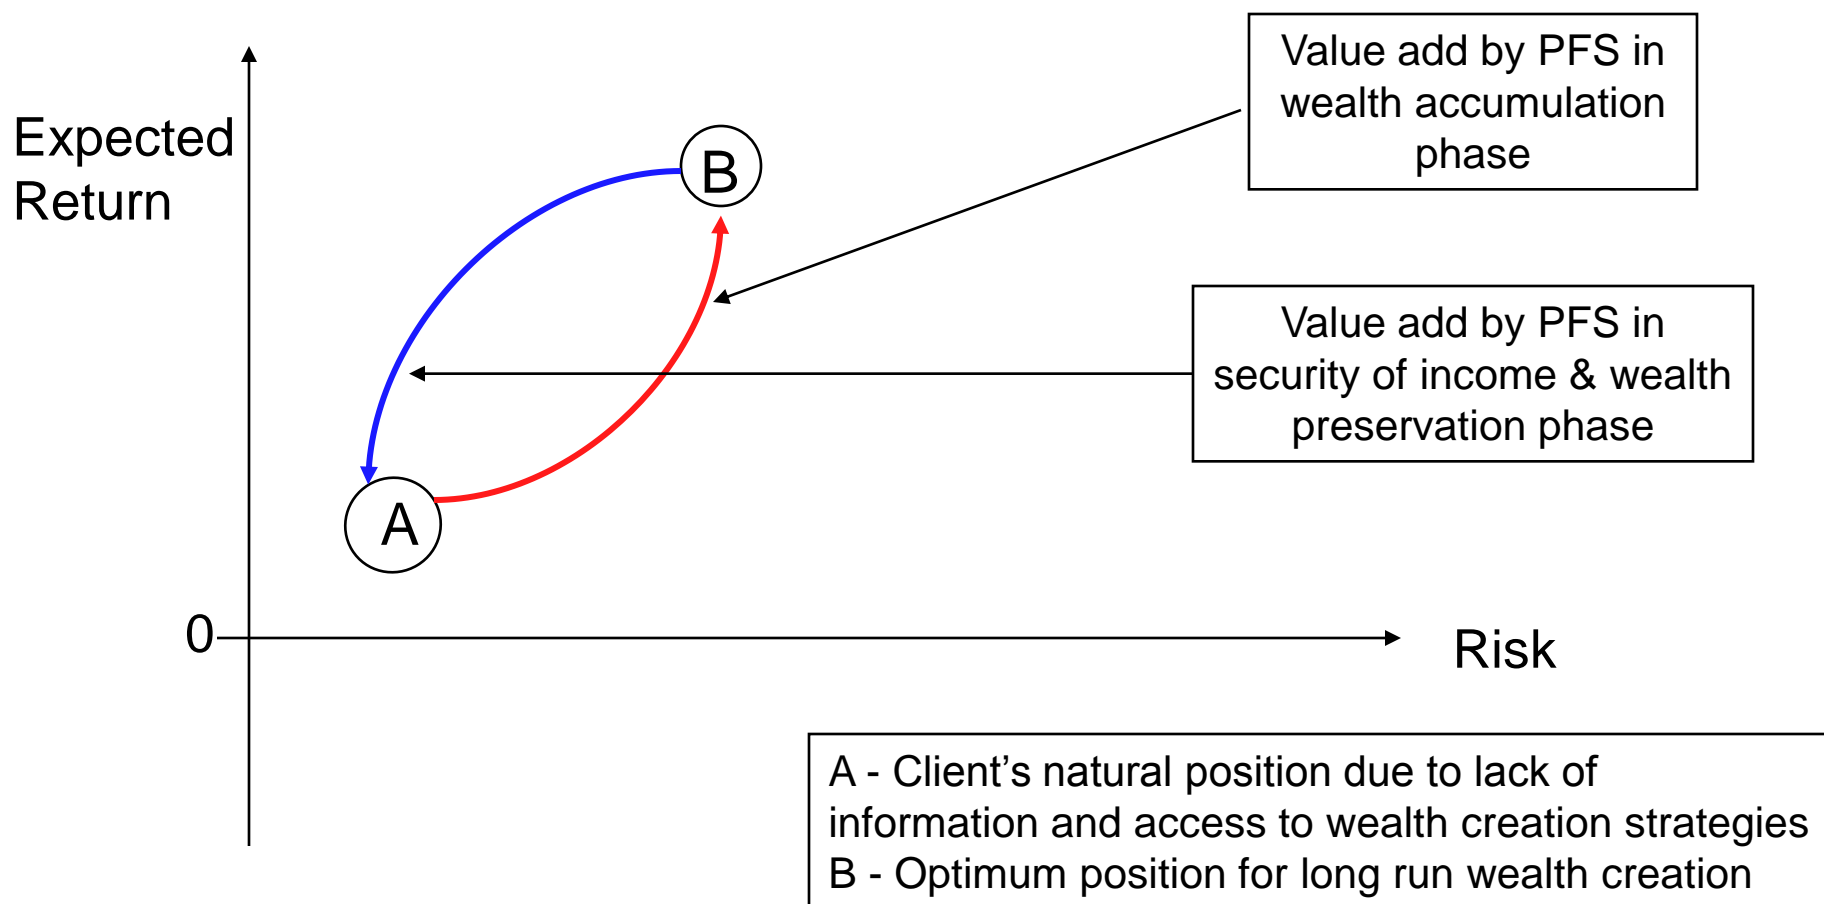 Value add by PFS in
wealth accumulation
phase
Expected
Return
B
Value add by PFS in
security of income & wealth
preservation phase
A
0
Risk
A - Client’s natural position due to lack of
information and access to wealth creation strategies
B - Optimum position for long run wealth creation